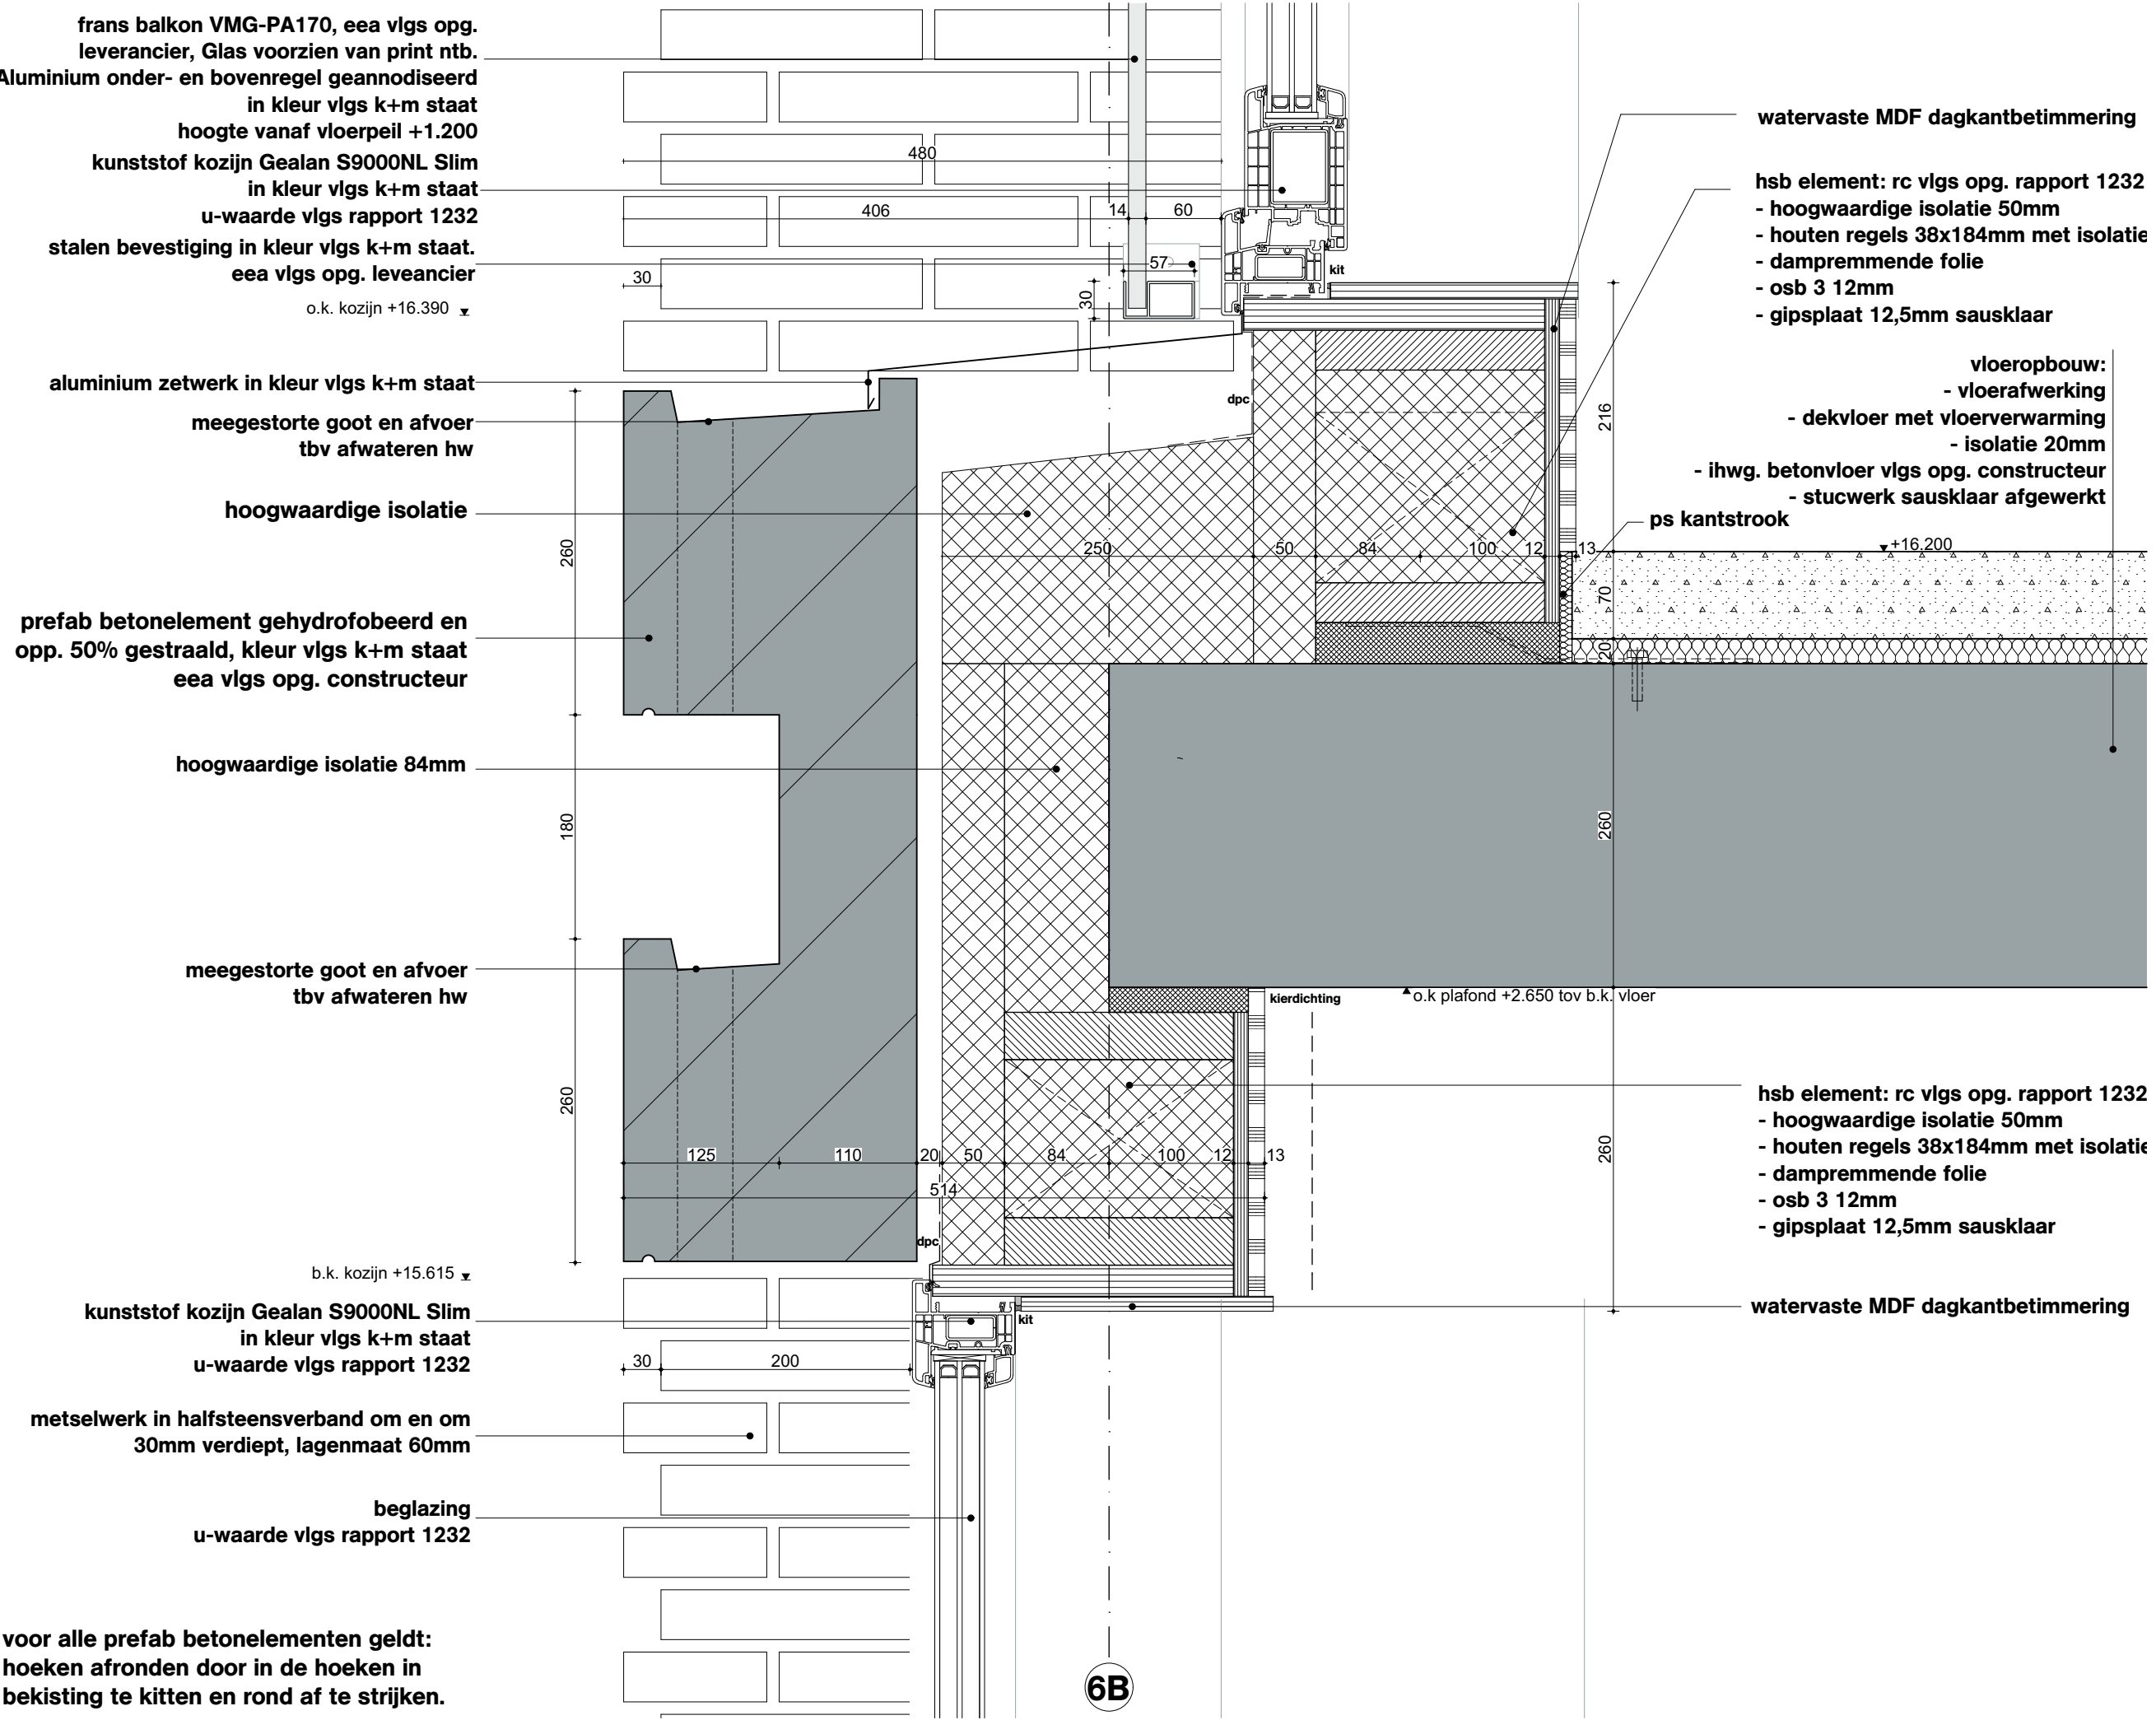 frans balkon VMG-PA170, eea vlgs opg.
leverancier, Glas voorzien van print ntb.
Aluminium onder- en bovenregel geannodiseerd
in kleur vlgs k+m staat
hoogte vanaf vloerpeil +1.200
kunststof kozijn Gealan S9000NL Slim
in kleur vlgs k+m staat
u-waarde vlgs rapport 1232
stalen bevestiging in kleur vlgs k+m staat.
eea vlgs opg. leveancier
o.k. kozijn +16.390
aluminium zetwerk in kleur vlgs k+m staat
meegestorte goot en afvoer
tbv afwateren hw
hoogwaardige isolatie
prefab betonelement gehydrofobeerd en
opp. 50% gestraald, kleur vlgs k+m staat
eea vlgs opg. constructeur
hoogwaardige isolatie 84mm
meegestorte goot en afvoer
tbv afwateren hw
b.k. kozijn +15.615
kunststof kozijn Gealan S9000NL Slim
in kleur vlgs k+m staat
u-waarde vlgs rapport 1232
metselwerk in halfsteensverband om en om
30mm verdiept, lagenmaat 60mm
beglazing
u-waarde vlgs rapport 1232
voor alle prefab betonelementen geldt:
hoeken afronden door in de hoeken in
bekisting te kitten en rond af te strijken.
480
406 14 60
57
30
30
kit
dpc
260
180
260
250 50 84 100 12 13
216
70
20
260
260
+16.200
kierdichting
o.k plafond +2.650 tov b.k. vloer
125 110 20 50 84 100 12 13
514
dpc
kit
30 200
6B
watervaste MDF dagkantbetimmering
hsb element: rc vlgs opg. rapport 1232
- hoogwaardige isolatie 50mm
- houten regels 38x184mm met isolatie
- dampremmende folie
- osb 3 12mm
- gipsplaat 12,5mm sausklaar
vloeropbouw:
- vloerafwerking
- dekvloer met vloerverwarming
- isolatie 20mm
- ihwg. betonvloer vlgs opg. constructeur
- stucwerk sausklaar afgewerkt
ps kantstrook
hsb element: rc vlgs opg. rapport 1232
- hoogwaardige isolatie 50mm
- houten regels 38x184mm met isolatie
- dampremmende folie
- osb 3 12mm
- gipsplaat 12,5mm sausklaar
watervaste MDF dagkantbetimmering